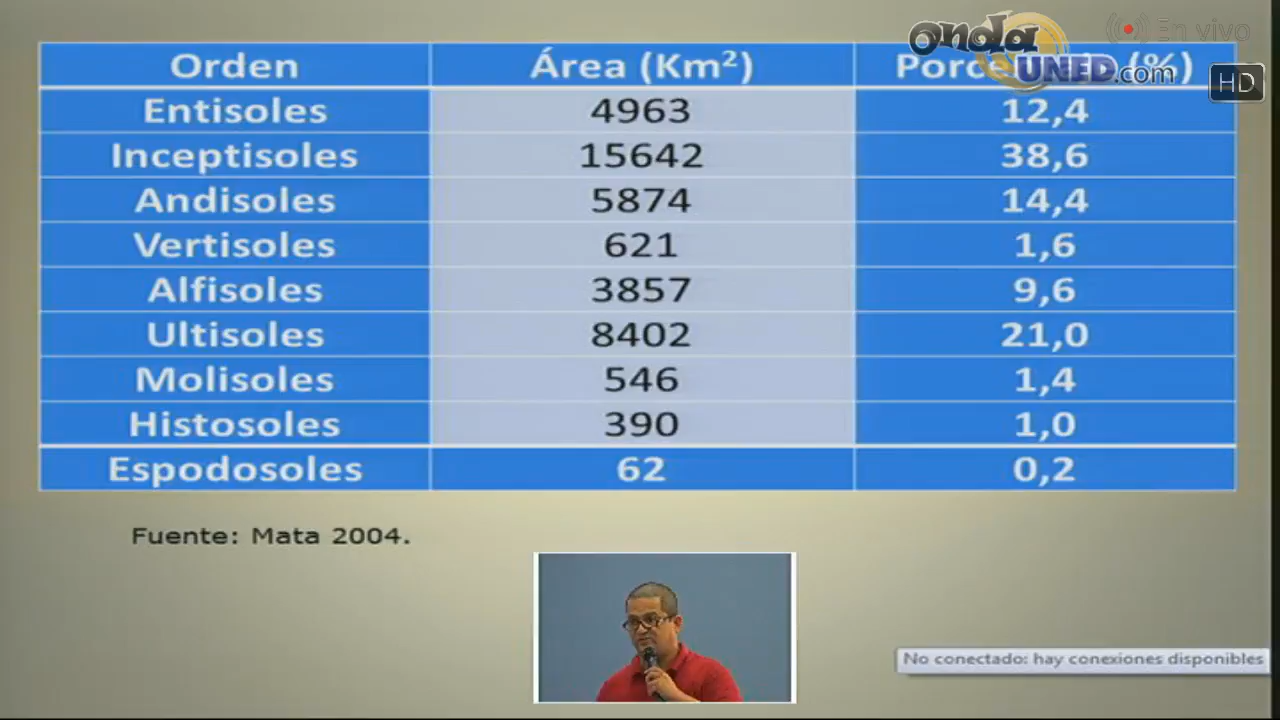 onda
UNED.com
En vivo
HD
Orden Área (Km²) (%)
Entisoles 4963 12,4
Inceptisoles 15642 38,6
Andisoles 5874 14,4
Vertisoles 621 1,6
Alfisoles 3857 9,6
Ultisoles 8402 21,0
Molisoles 546 1,4
Histosoles 390 1,0
Espodosoles 62 0,2
Fuente: Mata 2004.
No conectado: hay conexiones disponibles